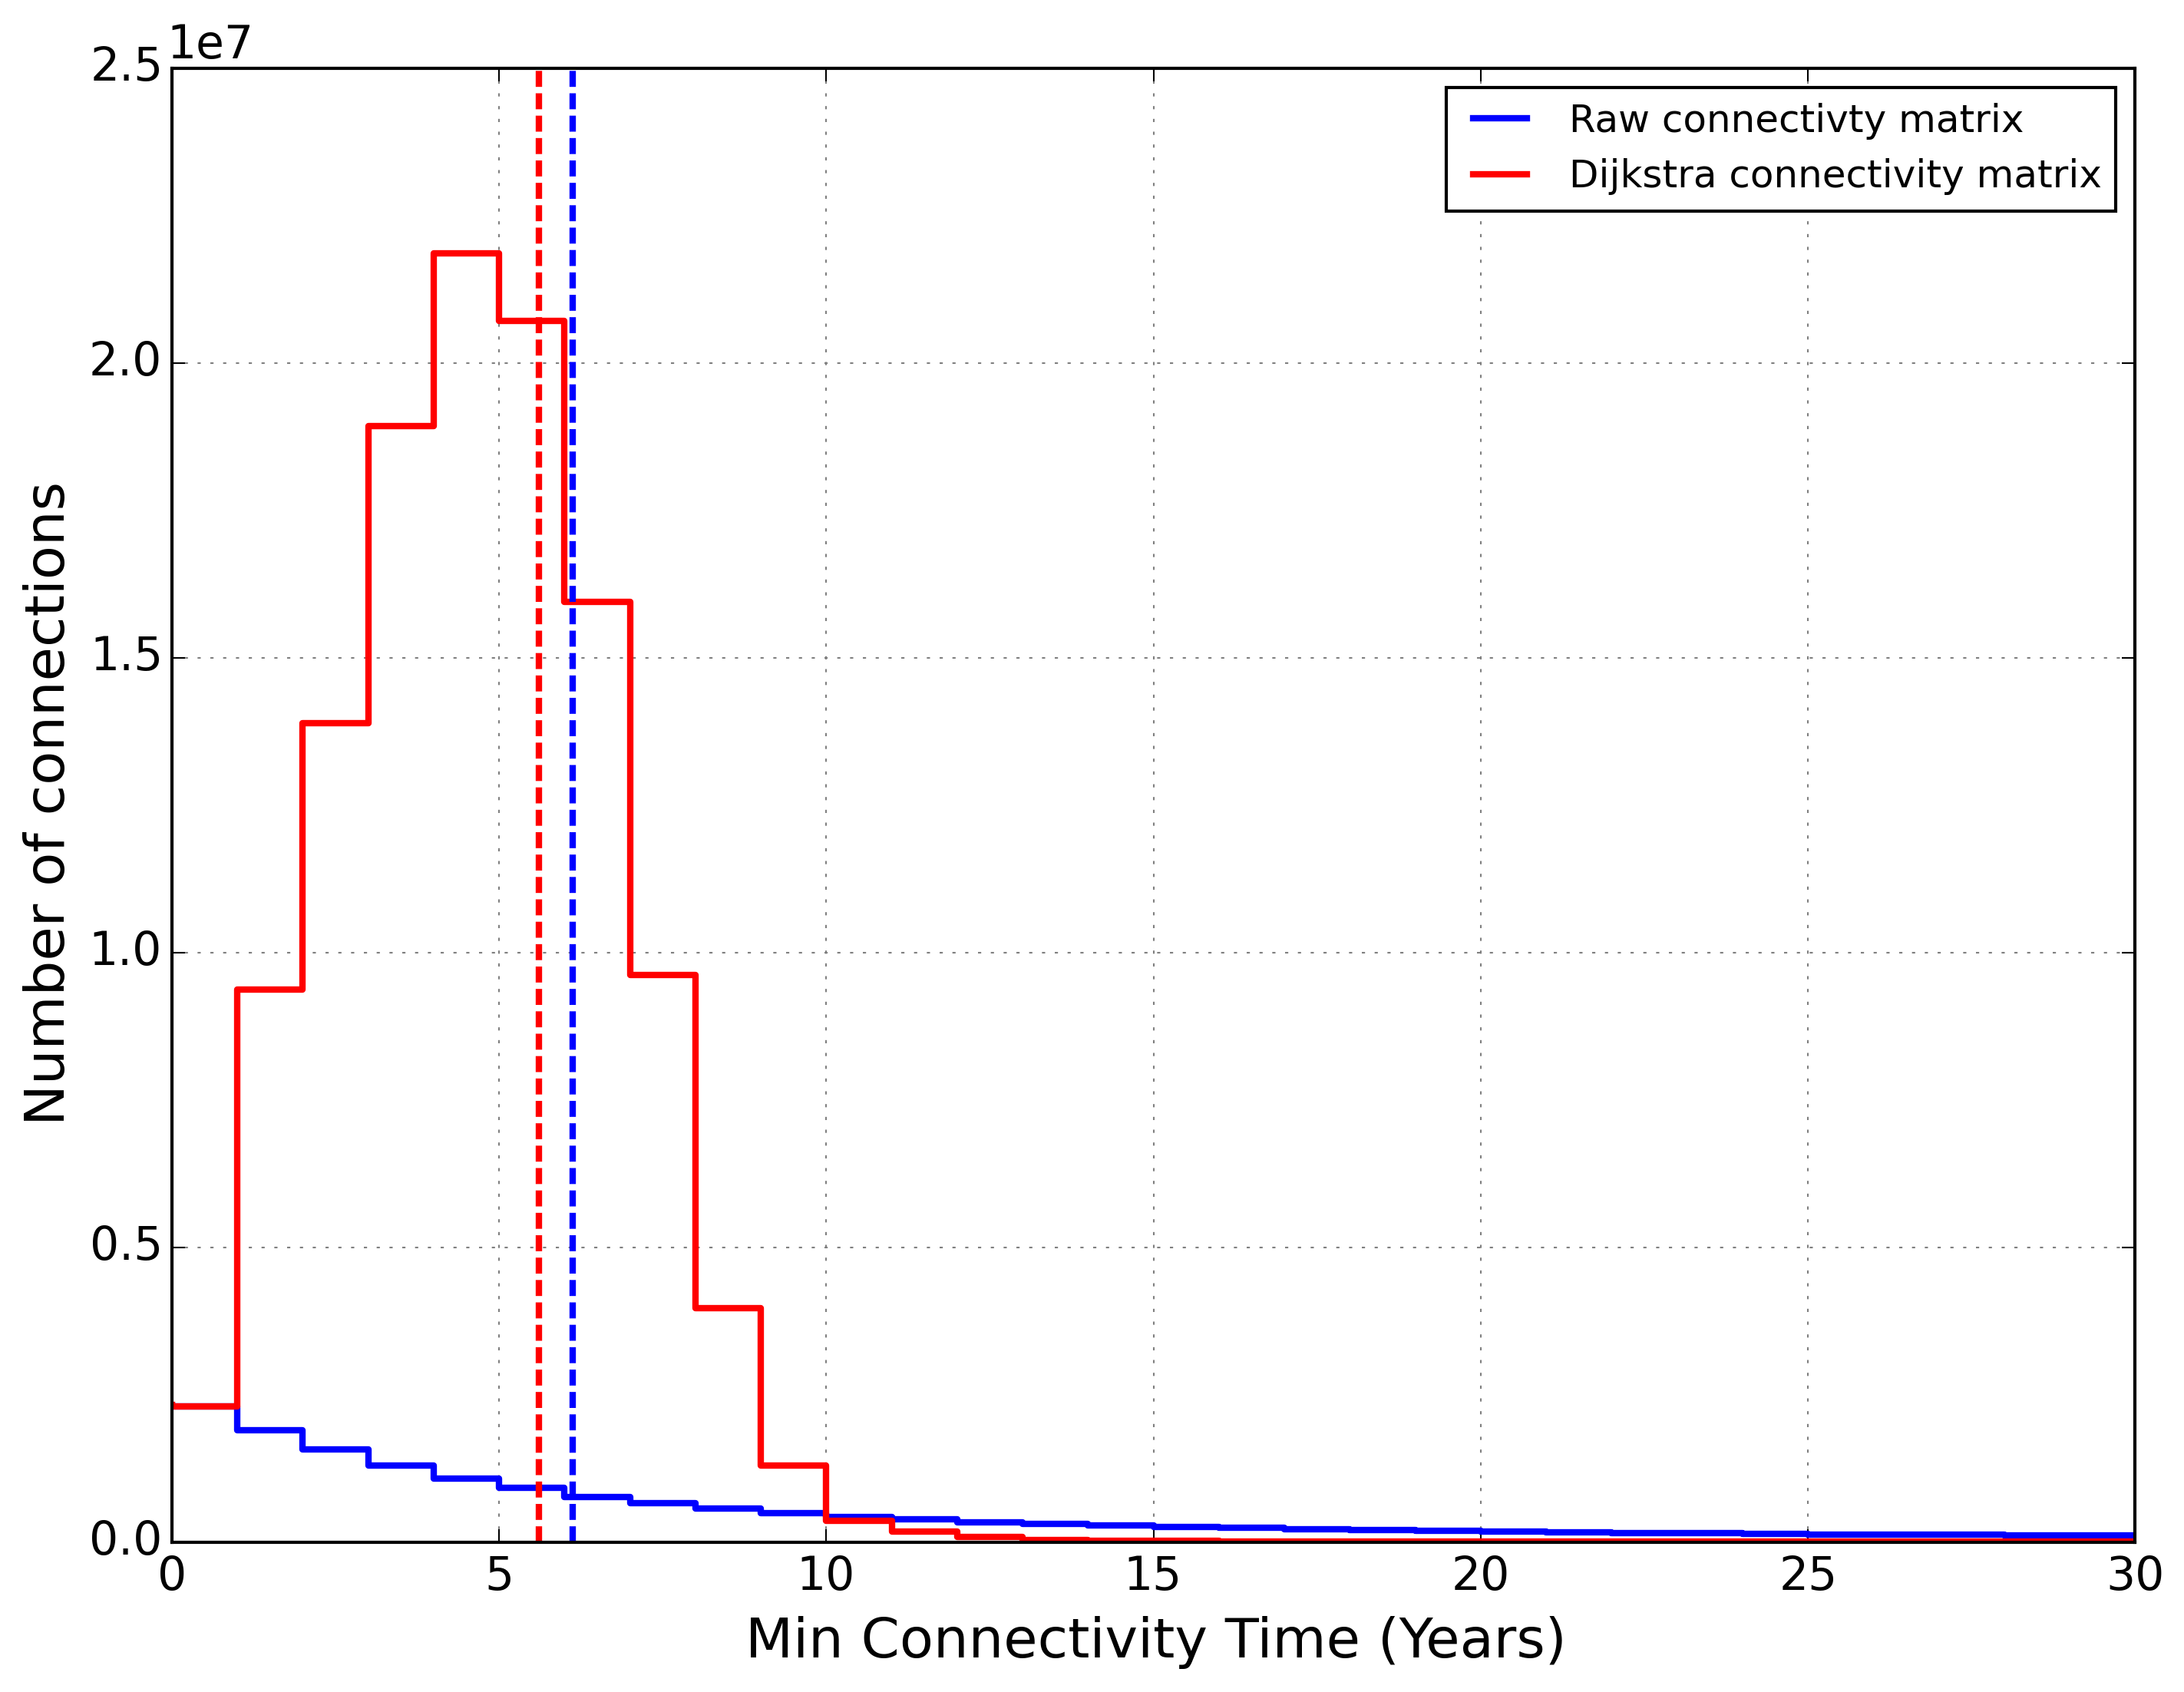 1e7
2.5
2.0
1.5
1.0
0.5
0.0
Number of connections
Raw connectivty matrix
Dijkstra connectivity matrix
0 5 10 15 20 25 30
Min Connectivity Time (Years)